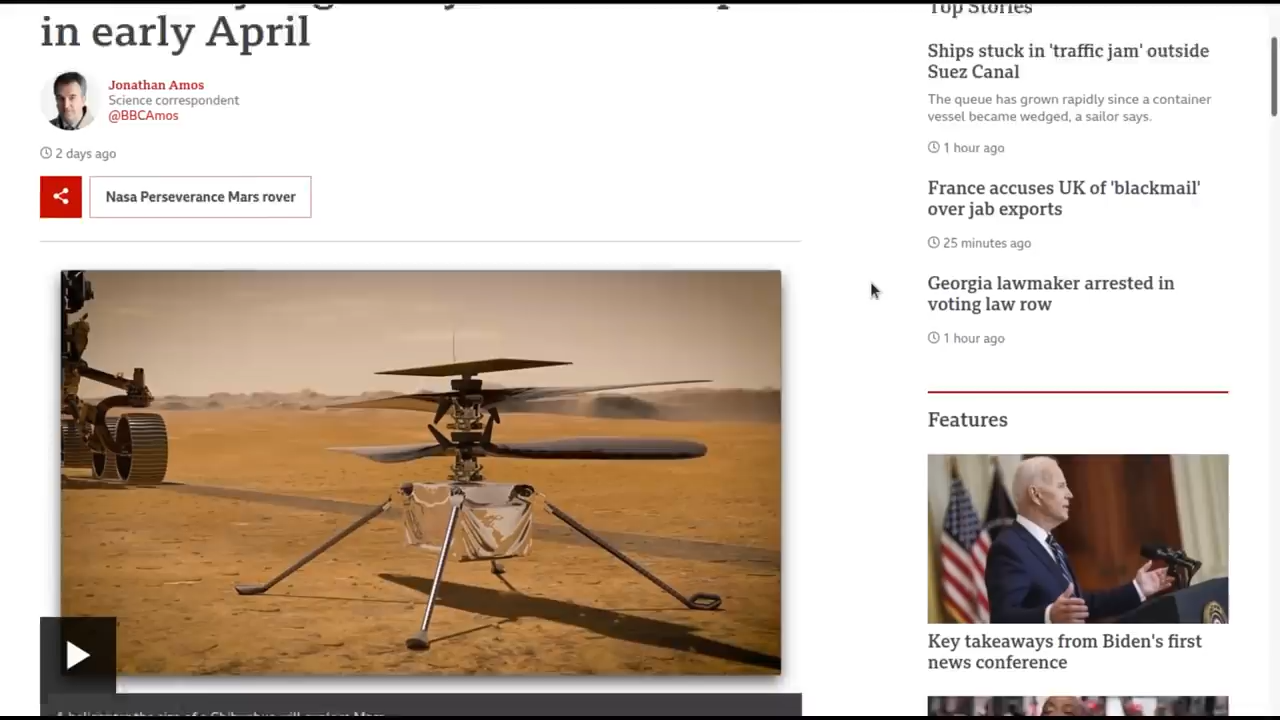 in early April
Jonathan Amos
Science correspondent
@BBCAmos
2 days ago
Nasa Perseverance Mars rover
Top Stories
Ships stuck in 'traffic jam' outside
Suez Canal
The queue has grown rapidly since a container
vessel became wedged, a sailor says.
1 hour ago
France accuses UK of 'blackmail'
over jab exports
25 minutes ago
Georgia lawmaker arrested in
voting law row
1 hour ago
Features
Key takeaways from Biden's first
news conference